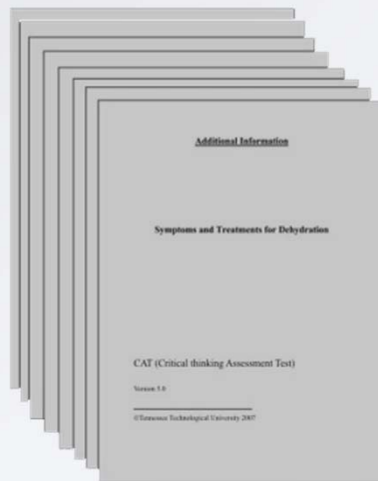 Additional Information
Symptoms and Treatments for Dehydration
CAT (Critical thinking Assessment Test)
Version 5.0
©Tennessee Technological University 2007